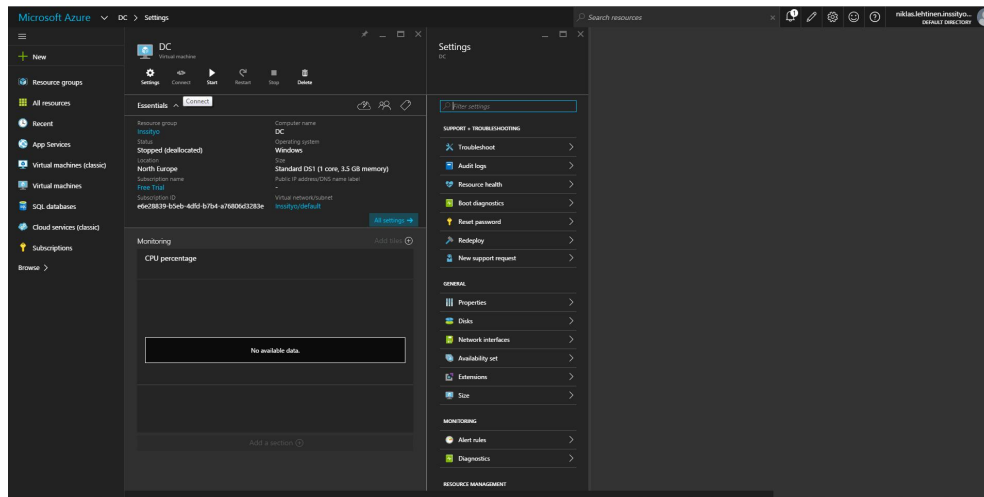 Microsoft Azure DC > Settings
Search resources
1
niklas.lehtinen.inssityo...
DEFAULT DIRECTORY
New
Resource groups
All resources
Recent
App Services
Virtual machines (classic)
Virtual machines
SQL databases
Cloud services (classic)
Subscriptions
Browse >
DC
Virtual machine
Settings Connect Start Restart Stop Delete
Connect
Essentials
Resource group
Inssityo
Status
Stopped (deallocated)
Location
North Europe
Subscription name
Free Trial
Subscription ID
e6e28839-b5eb-4dfd-b7b4-a76806d3283e
Computer name
DC
Operating system
Windows
Size
Standard DS1 (1 core, 3.5 GB memory)
Public IP address/DNS name label
-
Virtual network/subnet
Inssityo/default
All settings →
Monitoring
Add tiles
CPU percentage
No available data.
Add a section
Settings
DC
Filter settings
SUPPORT + TROUBLESHOOTING
Troubleshoot
Audit logs
Resource health
Boot diagnostics
Reset password
Redeploy
New support request
GENERAL
Properties
Disks
Network interfaces
Availability set
Extensions
Size
MONITORING
Alert rules
Diagnostics
RESOURCE MANAGEMENT